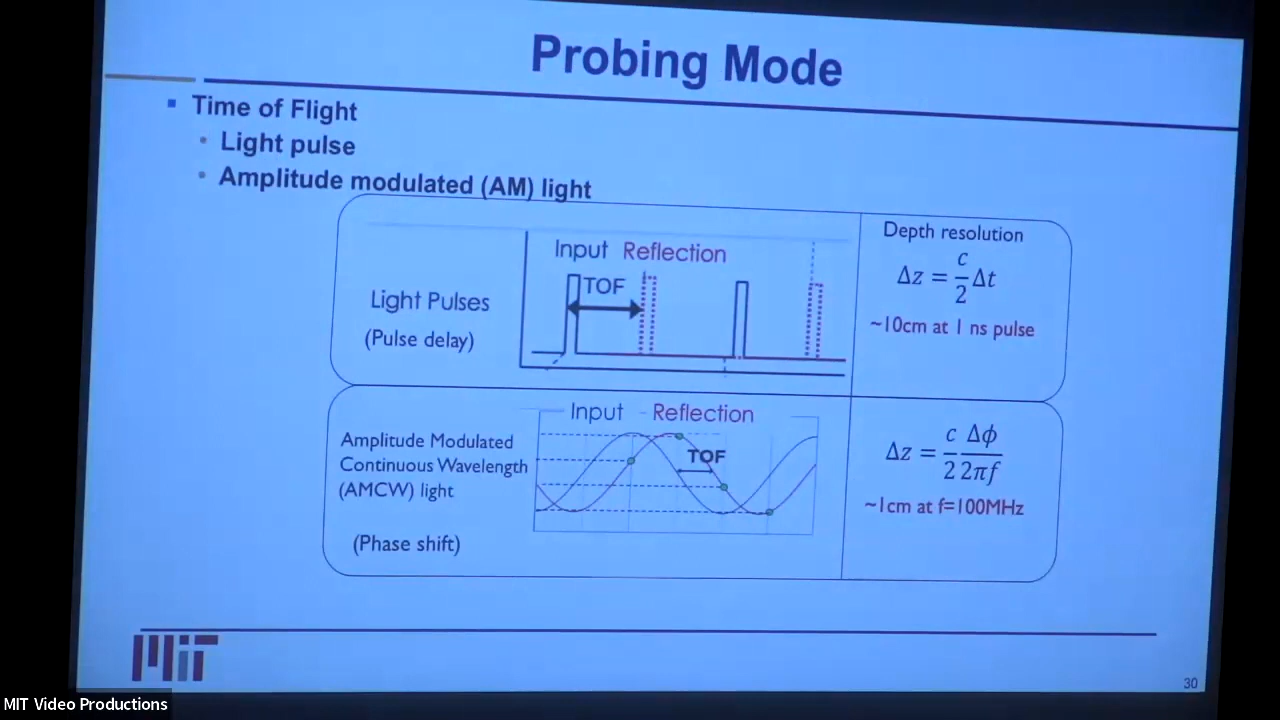 Probing Mode
Time of Flight
Light pulse
Amplitude modulated (AM) light
Input Reflection
TOF
Light Pulses
(Pulse delay)
Depth resolution
Δz = c/2 Δt
~10cm at 1 ns pulse
Input Reflection
TOF
Amplitude Modulated
Continuous Wavelength
(AMCW) light
(Phase shift)
Δz = c/2 Δϕ/2πf
~1cm at f=100MHz
MIT
30
MIT Video Productions